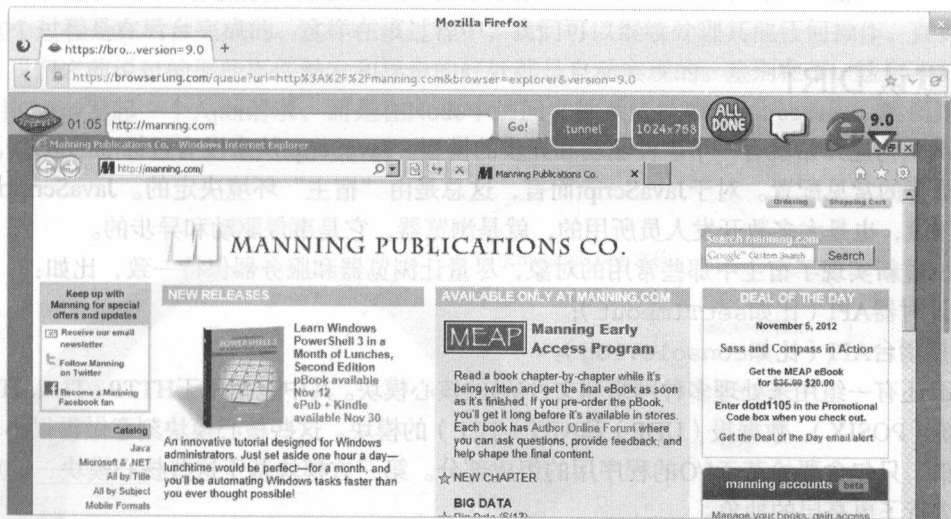 Mozilla Firefox
https://bro...version=9.0 +
https://browserling.com/queue?url=http%3A%2F%2Fmanning.com&browser=explorer&version=9.0
01:05 http://manning.com Go! tunnel 1024x768 ALL DONE 9.0
Manning Publications Co. - Windows Internet Explorer
http://manning.com/ Manning Publications Co.
Ordering Shopping Cart
MANNING PUBLICATIONS CO.
Search manning.com
Google™ Custom Search Search
Keep up with
Manning for special
offers and updates
Receive our email
newsletter
Follow Manning
on Twitter
Become a Manning
Facebook fan
Catalog
Java
Microsoft & .NET
All by Title
All by Subject
Mobile Formats
NEW RELEASES
POWERSHELL 3
Learn Windows
PowerShell 3 in a
Month of Lunches,
Second Edition
pBook available
Nov 12
ePub + Kindle
available Nov 30
An innovative tutorial designed for Windows
administrators. Just set aside one hour a day—
lunchtime would be perfect—for a month, and
you'll be automating Windows tasks faster than
you ever thought possible!
AVAILABLE ONLY AT MANNING.COM
MEAP Manning Early
Access Program
Read a book chapter-by-chapter while it's
being written and get the final eBook as soon
as it's finished. If you pre-order the pBook,
you'll get it long before it's available in stores.
Each book has Author Online Forum where
you can ask questions, provide feedback, and
help shape the final content.
NEW CHAPTER
BIG DATA
DEAL OF THE DAY
November 5, 2012
Sass and Compass in Action
Get the MEAP eBook
for $35.99 $20.00
Enter dotd1105 in the Promotional
Code box when you check out.
Get the Deal of the Day email alert
manning accounts beta
Manage your books, gain access